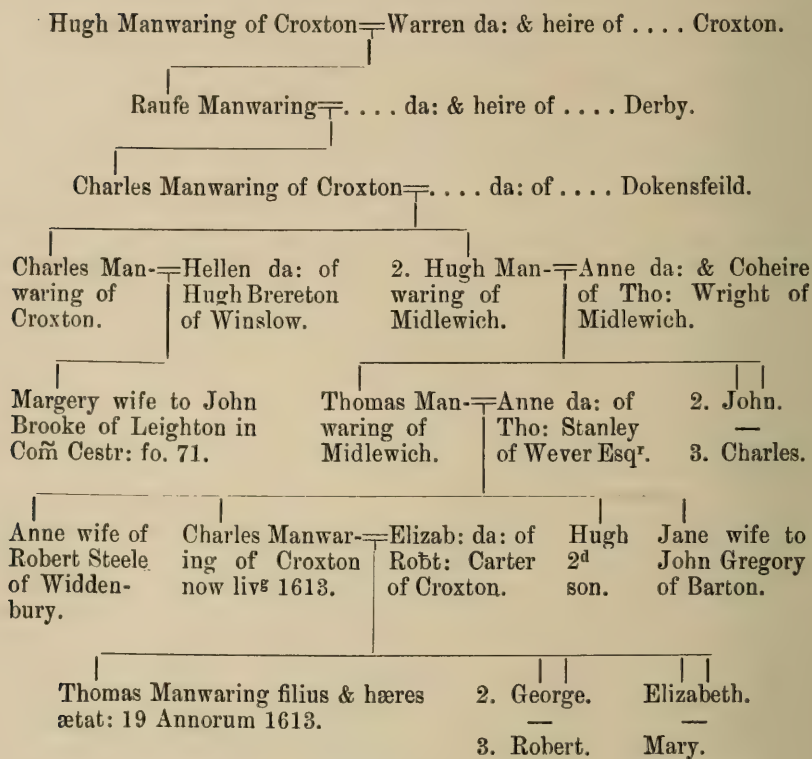 Hugh Manwaring of Croxton=Warren da: & heire of .... Croxton.
Raufe Manwaring=.... da: & heire of .... Derby.
Charles Manwaring of Croxton=.... da: of .... Dokensfeild.
Charles Man-=Hellen da: of
waring of Hugh Brereton
Croxton. of Winslow.
2. Hugh Man-=Anne da: & Coheire
waring of of Tho: Wright of
Midlewich. Midlewich.
Margery wife to John
Brooke of Leighton in
Com̃ Cestr: fo. 71.
Thomas Man-=Anne da: of
waring of Tho: Stanley
Midlewich. of Wever Esqʳ.
2. John.
—
3. Charles.
Anne wife of
Robert Steele
of Widden-
bury.
Charles Manwar-=Elizab: da: of
ing of Croxton Rob̃t: Carter
now livᵍ 1613. of Croxton.
Hugh
2ᵈ
son.
Jane wife to
John Gregory
of Barton.
Thomas Manwaring filius & hæres
ætat: 19 Annorum 1613.
2. George.
—
3. Robert.
Elizabeth.
—
Mary.